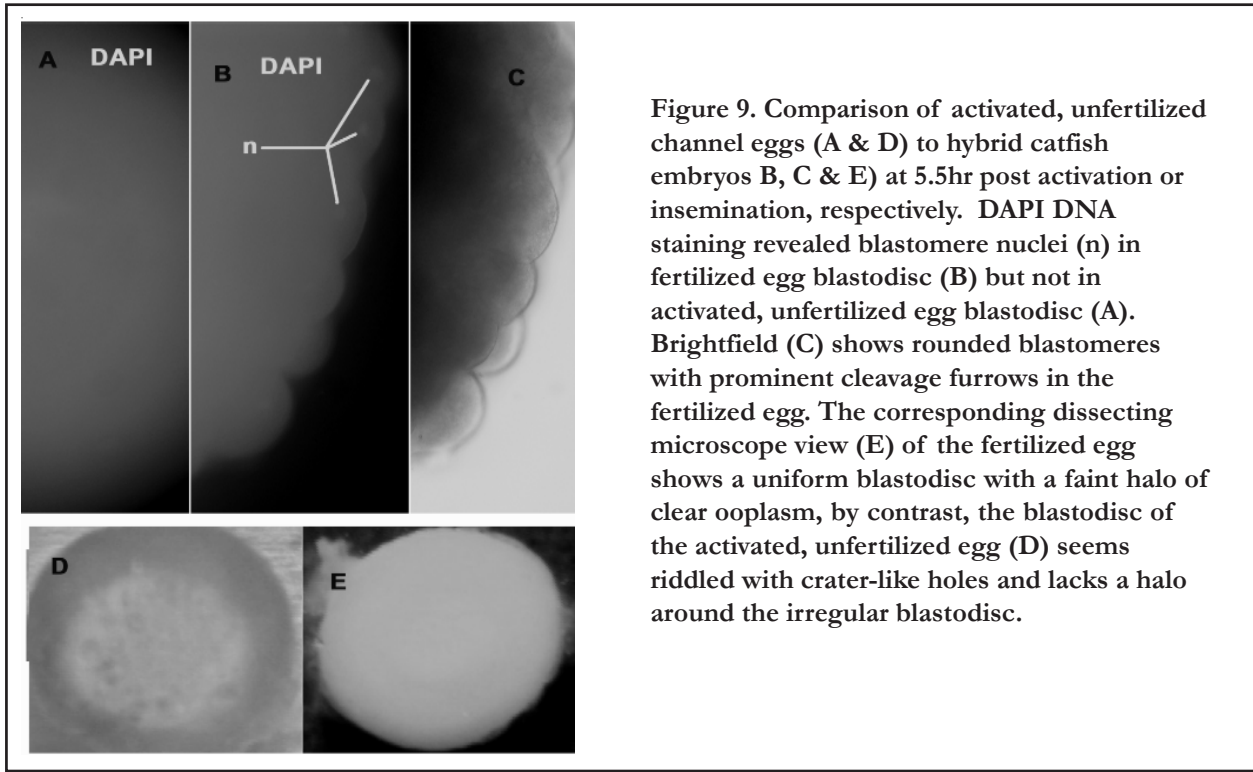 A DAPI
B DAPI
C
n
D
E
Figure 9. Comparison of activated, unfertilized
channel eggs (A & D) to hybrid catfish
embryos B, C & E) at 5.5hr post activation or
insemination, respectively. DAPI DNA
staining revealed blastomere nuclei (n) in
fertilized egg blastodisc (B) but not in
activated, unfertilized egg blastodisc (A).
Brightfield (C) shows rounded blastomeres
with prominent cleavage furrows in the
fertilized egg. The corresponding dissecting
microscope view (E) of the fertilized egg
shows a uniform blastodisc with a faint halo of
clear ooplasm, by contrast, the blastodisc of
the activated, unfertilized egg (D) seems
riddled with crater-like holes and lacks a halo
around the irregular blastodisc.